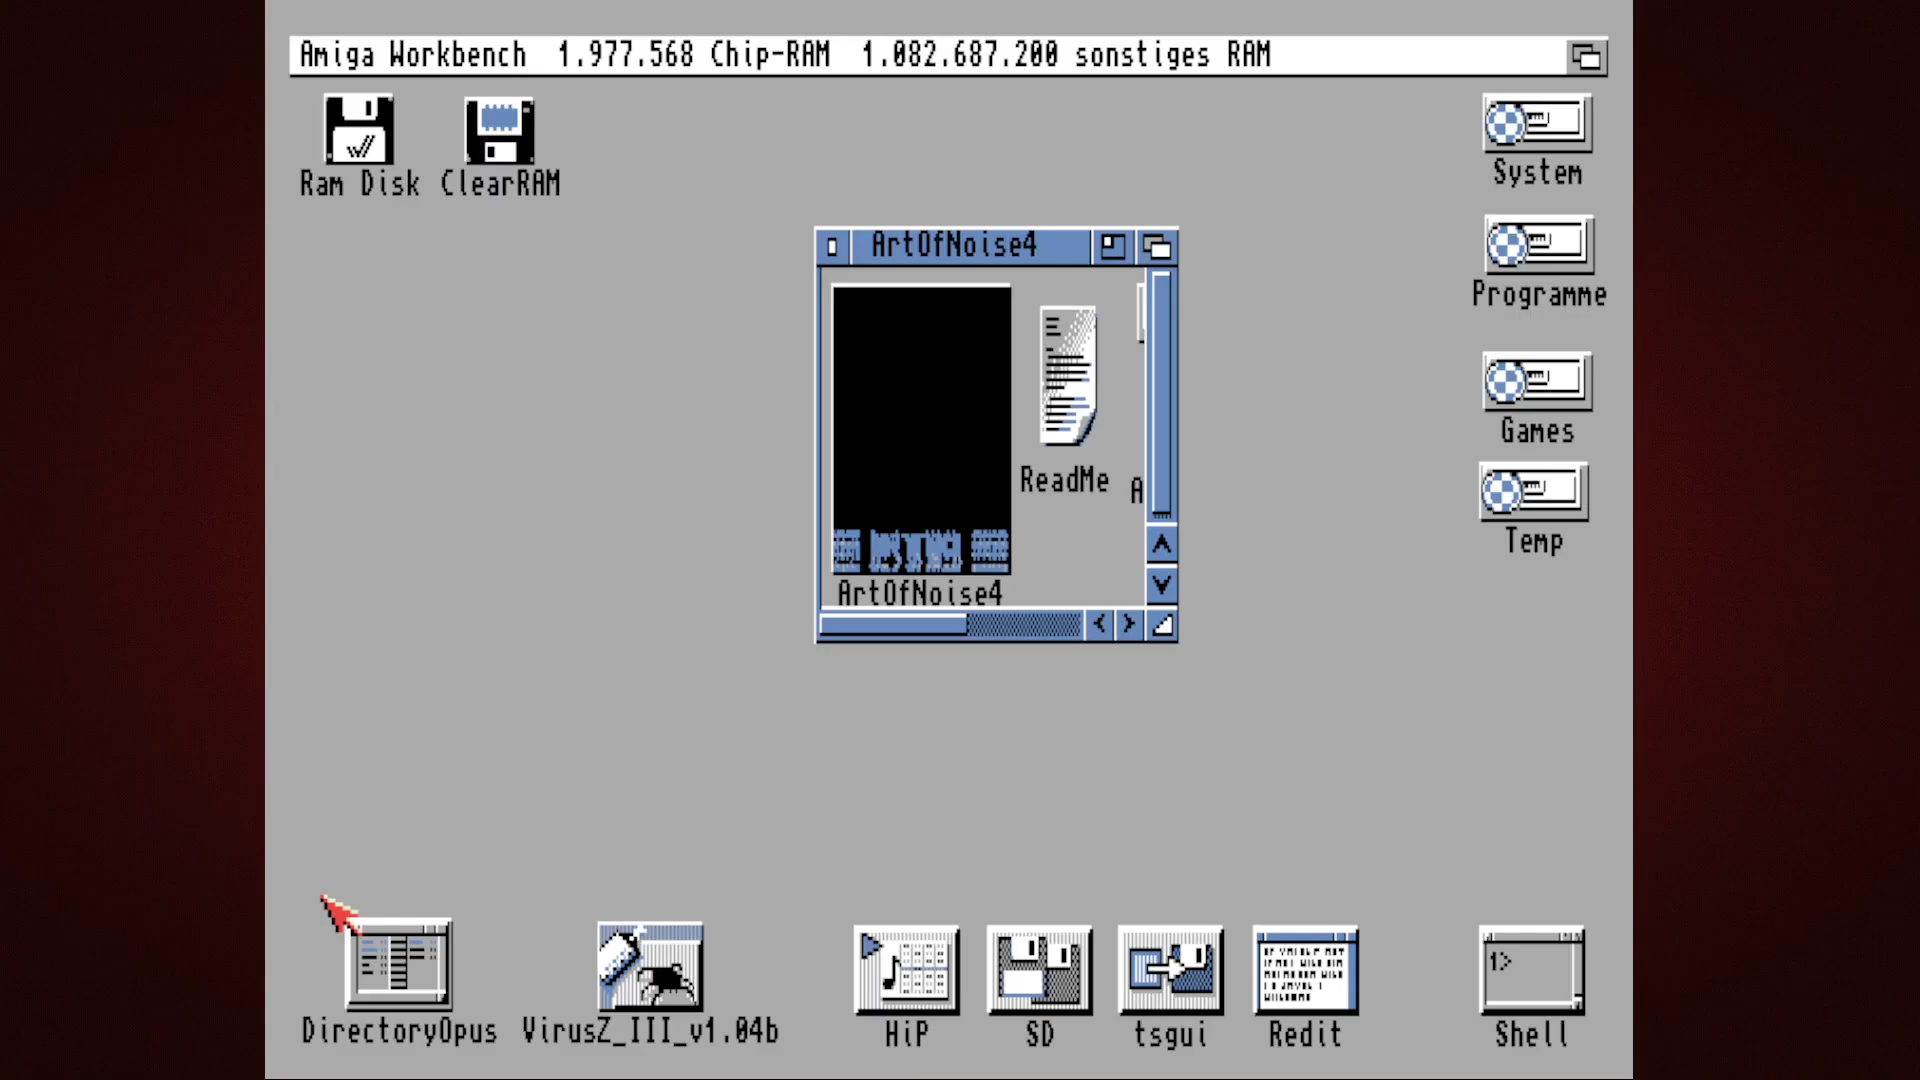 Amiga Workbench 1.977.568 Chip-RAM 1.082.687.200 sonstiges RAM
Ram Disk
ClearRAM
System
ArtOfNoise4
Programme
Games
ReadMe
A
Temp
ArtOfNoise4
1>
DirectoryOpus
VirusZ_III_v1.04b
HiP
SD
tsgui
Redit
Shell